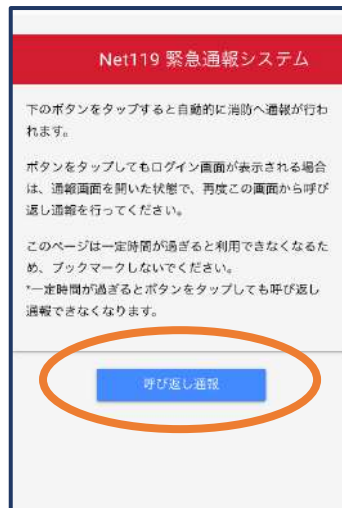 Net119 緊急通報システム
下のボタンをタップすると自動的に消防へ通報が行わ
れます。
ボタンをタップしてもログイン画面が表示される場合
は、通報画面を開いた状態で、再度この画面から呼び
返し通報を行ってください。
このページは一定時間が過ぎると利用できなくなるた
め、ブックマークしないでください。
*一定時間が過ぎるとボタンをタップしても呼び返し
通報できなくなります。
呼び返し通報